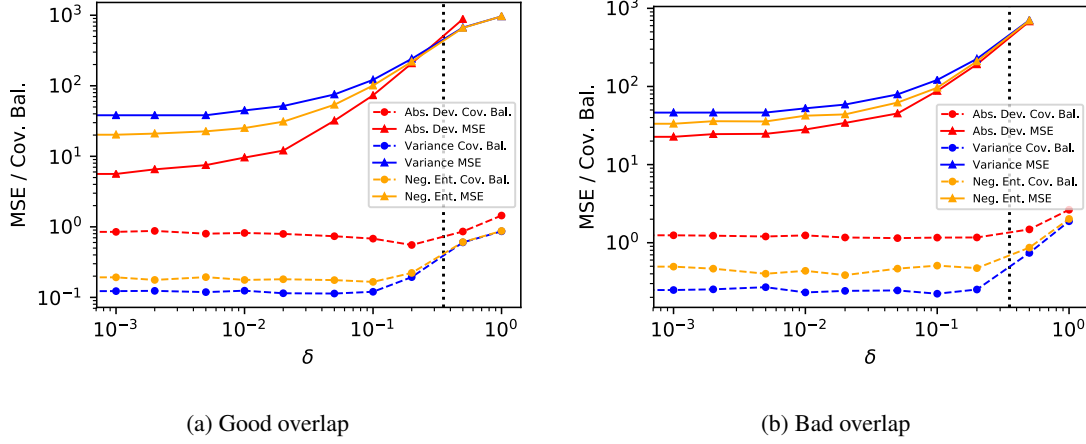 MSE / Cov. Bal.
10³
10²
10¹
10⁰
10⁻¹
Abs. Dev. Cov. Bal.
Abs. Dev. MSE
Variance Cov. Bal.
Variance MSE
Neg. Ent. Cov. Bal.
Neg. Ent. MSE
10⁻³ 10⁻² 10⁻¹ 10⁰
δ
(a) Good overlap
MSE / Cov. Bal.
10³
10²
10¹
10⁰
Abs. Dev. Cov. Bal.
Abs. Dev. MSE
Variance Cov. Bal.
Variance MSE
Neg. Ent. Cov. Bal.
Neg. Ent. MSE
10⁻³ 10⁻² 10⁻¹ 10⁰
δ
(b) Bad overlap